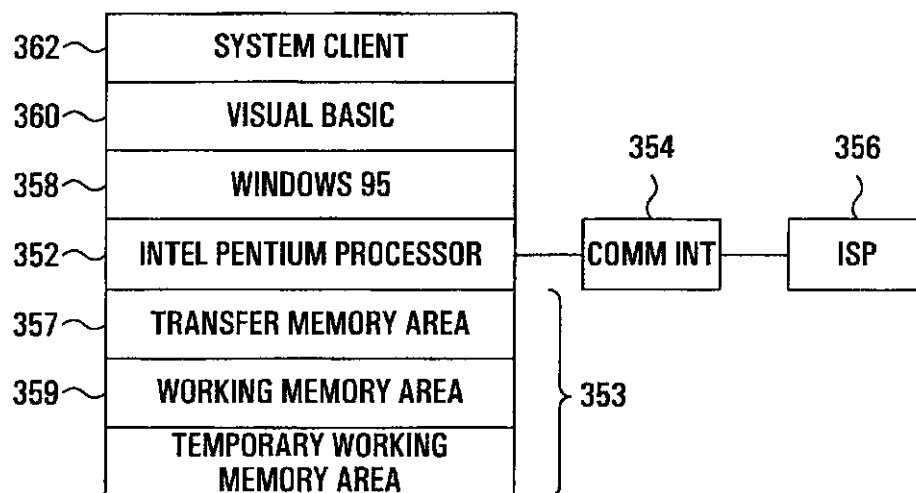 362 SYSTEM CLIENT
360 VISUAL BASIC
354 356
358 WINDOWS 95
352 INTEL PENTIUM PROCESSOR COMM INT ISP
357 TRANSFER MEMORY AREA
359 WORKING MEMORY AREA 353
TEMPORARY WORKING
MEMORY AREA